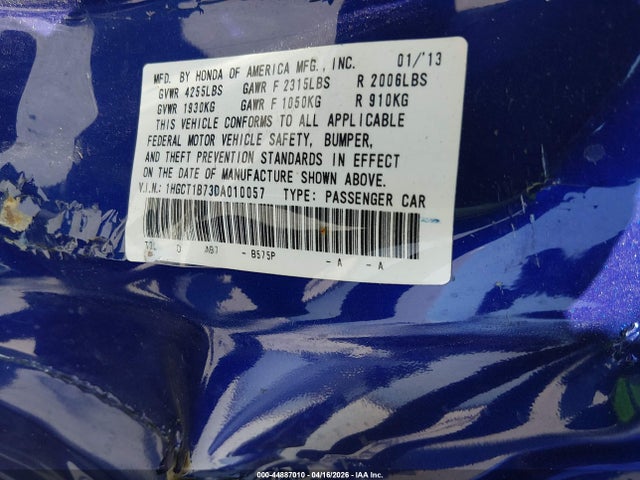 MFD. BY HONDA OF AMERICA MFG., INC. 01/'13
GVWR 4255LBS GAWR F 2315LBS R 2006LBS
GVWR 1930KG GAWR F 1050KG R 910KG
THIS VEHICLE CONFORMS TO ALL APPLICABLE
FEDERAL MOTOR VEHICLE SAFETY, BUMPER,
AND THEFT PREVENTION STANDARDS IN EFFECT
ON THE DATE OF MANUFACTURE SHOWN ABOVE.
V.I.N.: 1HGCT1B73DA010057 TYPE: PASSENGER CAR
- B575P - A - A
000-44887010 - 04/16/2026 - IAA Inc.